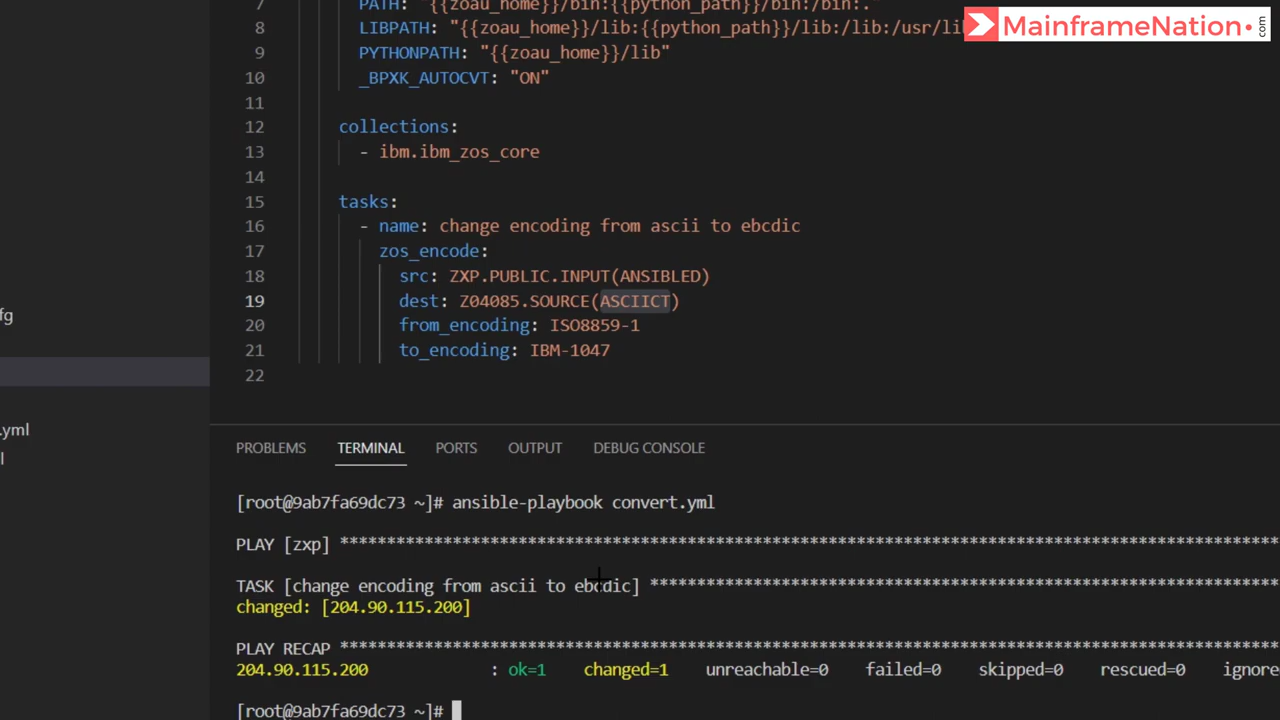 MainframeNation.com
7 PATH: "{{zoau_home}}/bin:{{python_path}}/bin:/bin:."
8 LIBPATH: "{{zoau_home}}/lib:{{python_path}}/lib:/lib:/usr/li
9 PYTHONPATH: "{{zoau_home}}/lib"
10 _BPXK_AUTOCVT: "ON"
11
12 collections:
13 - ibm.ibm_zos_core
14
15 tasks:
16 - name: change encoding from ascii to ebcdic
17 zos_encode:
18 src: ZXP.PUBLIC.INPUT(ANSIBLED)
19 dest: Z04085.SOURCE(ASCIICT)
20 from_encoding: ISO8859-1
21 to_encoding: IBM-1047
22
fg
.yml
l
PROBLEMS TERMINAL PORTS OUTPUT DEBUG CONSOLE
[root@9ab7fa69dc73 ~]# ansible-playbook convert.yml
PLAY [zxp] ****************************************************************************************************
TASK [change encoding from ascii to ebcdic] ********************************************************************
changed: [204.90.115.200]
PLAY RECAP ****************************************************************************************************
204.90.115.200 : ok=1 changed=1 unreachable=0 failed=0 skipped=0 rescued=0 ignore
[root@9ab7fa69dc73 ~]#